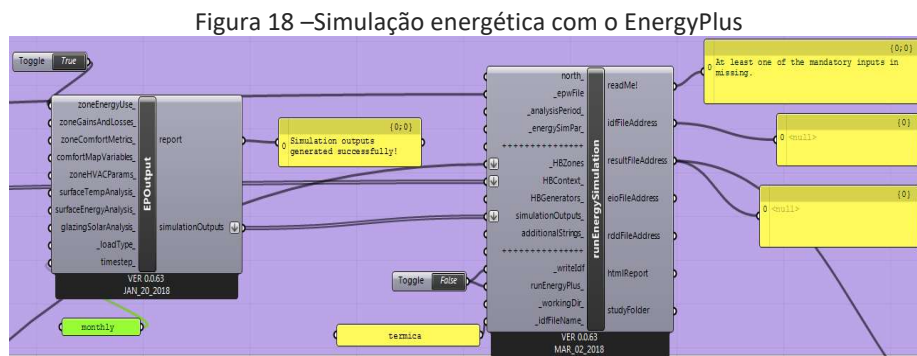 Figura 18 –Simulação energética com o EnergyPlus
Toggle True
zoneEnergyUse_
zoneGainsAndLosses_
zoneComfortMetrics_
comfortMapVariables_
zoneHVACParams_
surfaceTempAnalysis_
surfaceEnergyAnalysis_
glazingSolarAnalysis_
_loadType_
timestep_
EPOutput
report
simulationOutputs
VER 0.0.63
JAN_20_2018
monthly
{0;0}
0 Simulation outputs generated successfully!
north_
_epwFile
_analysisPeriod_
_energySimPar_
+++++++++++++++
_HBZones
HBContext_
HBGenerators_
simulationOutputs_
additionalStrings_
+++++++++++++++
_writeIdf
runEnergyPlus_
_workingDir_
_idfFileName_
runEnergySimulation
readMe!
idfFileAddress
resultFileAddress
eioFileAddress
rddFileAddress
htmlReport
studyFolder
VER 0.0.63
MAR_02_2018
Toggle False
termica
{0;0}
0 At least one of the mandatory inputs in
missing.
{0}
0 <null>
{0}
0 <null>